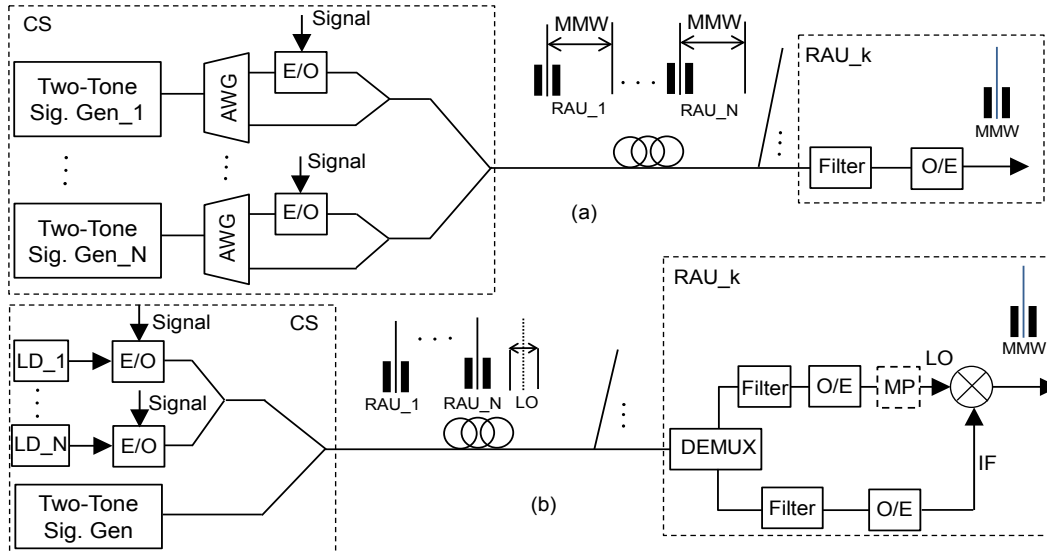 CS
Signal
MMW
MMW
RAU_k
Two-Tone
Sig. Gen_1
AWG
E/O
RAU_1
. . .
RAU_N
MMW
Filter
O/E
Signal
Two-Tone
Sig. Gen_N
AWG
E/O
(a)
CS
Signal
LD_1
E/O
Signal
LD_N
E/O
Two-Tone
Sig. Gen
. . .
RAU_1
RAU_N
LO
(b)
RAU_k
MMW
DEMUX
Filter
O/E
MP
LO
IF
Filter
O/E